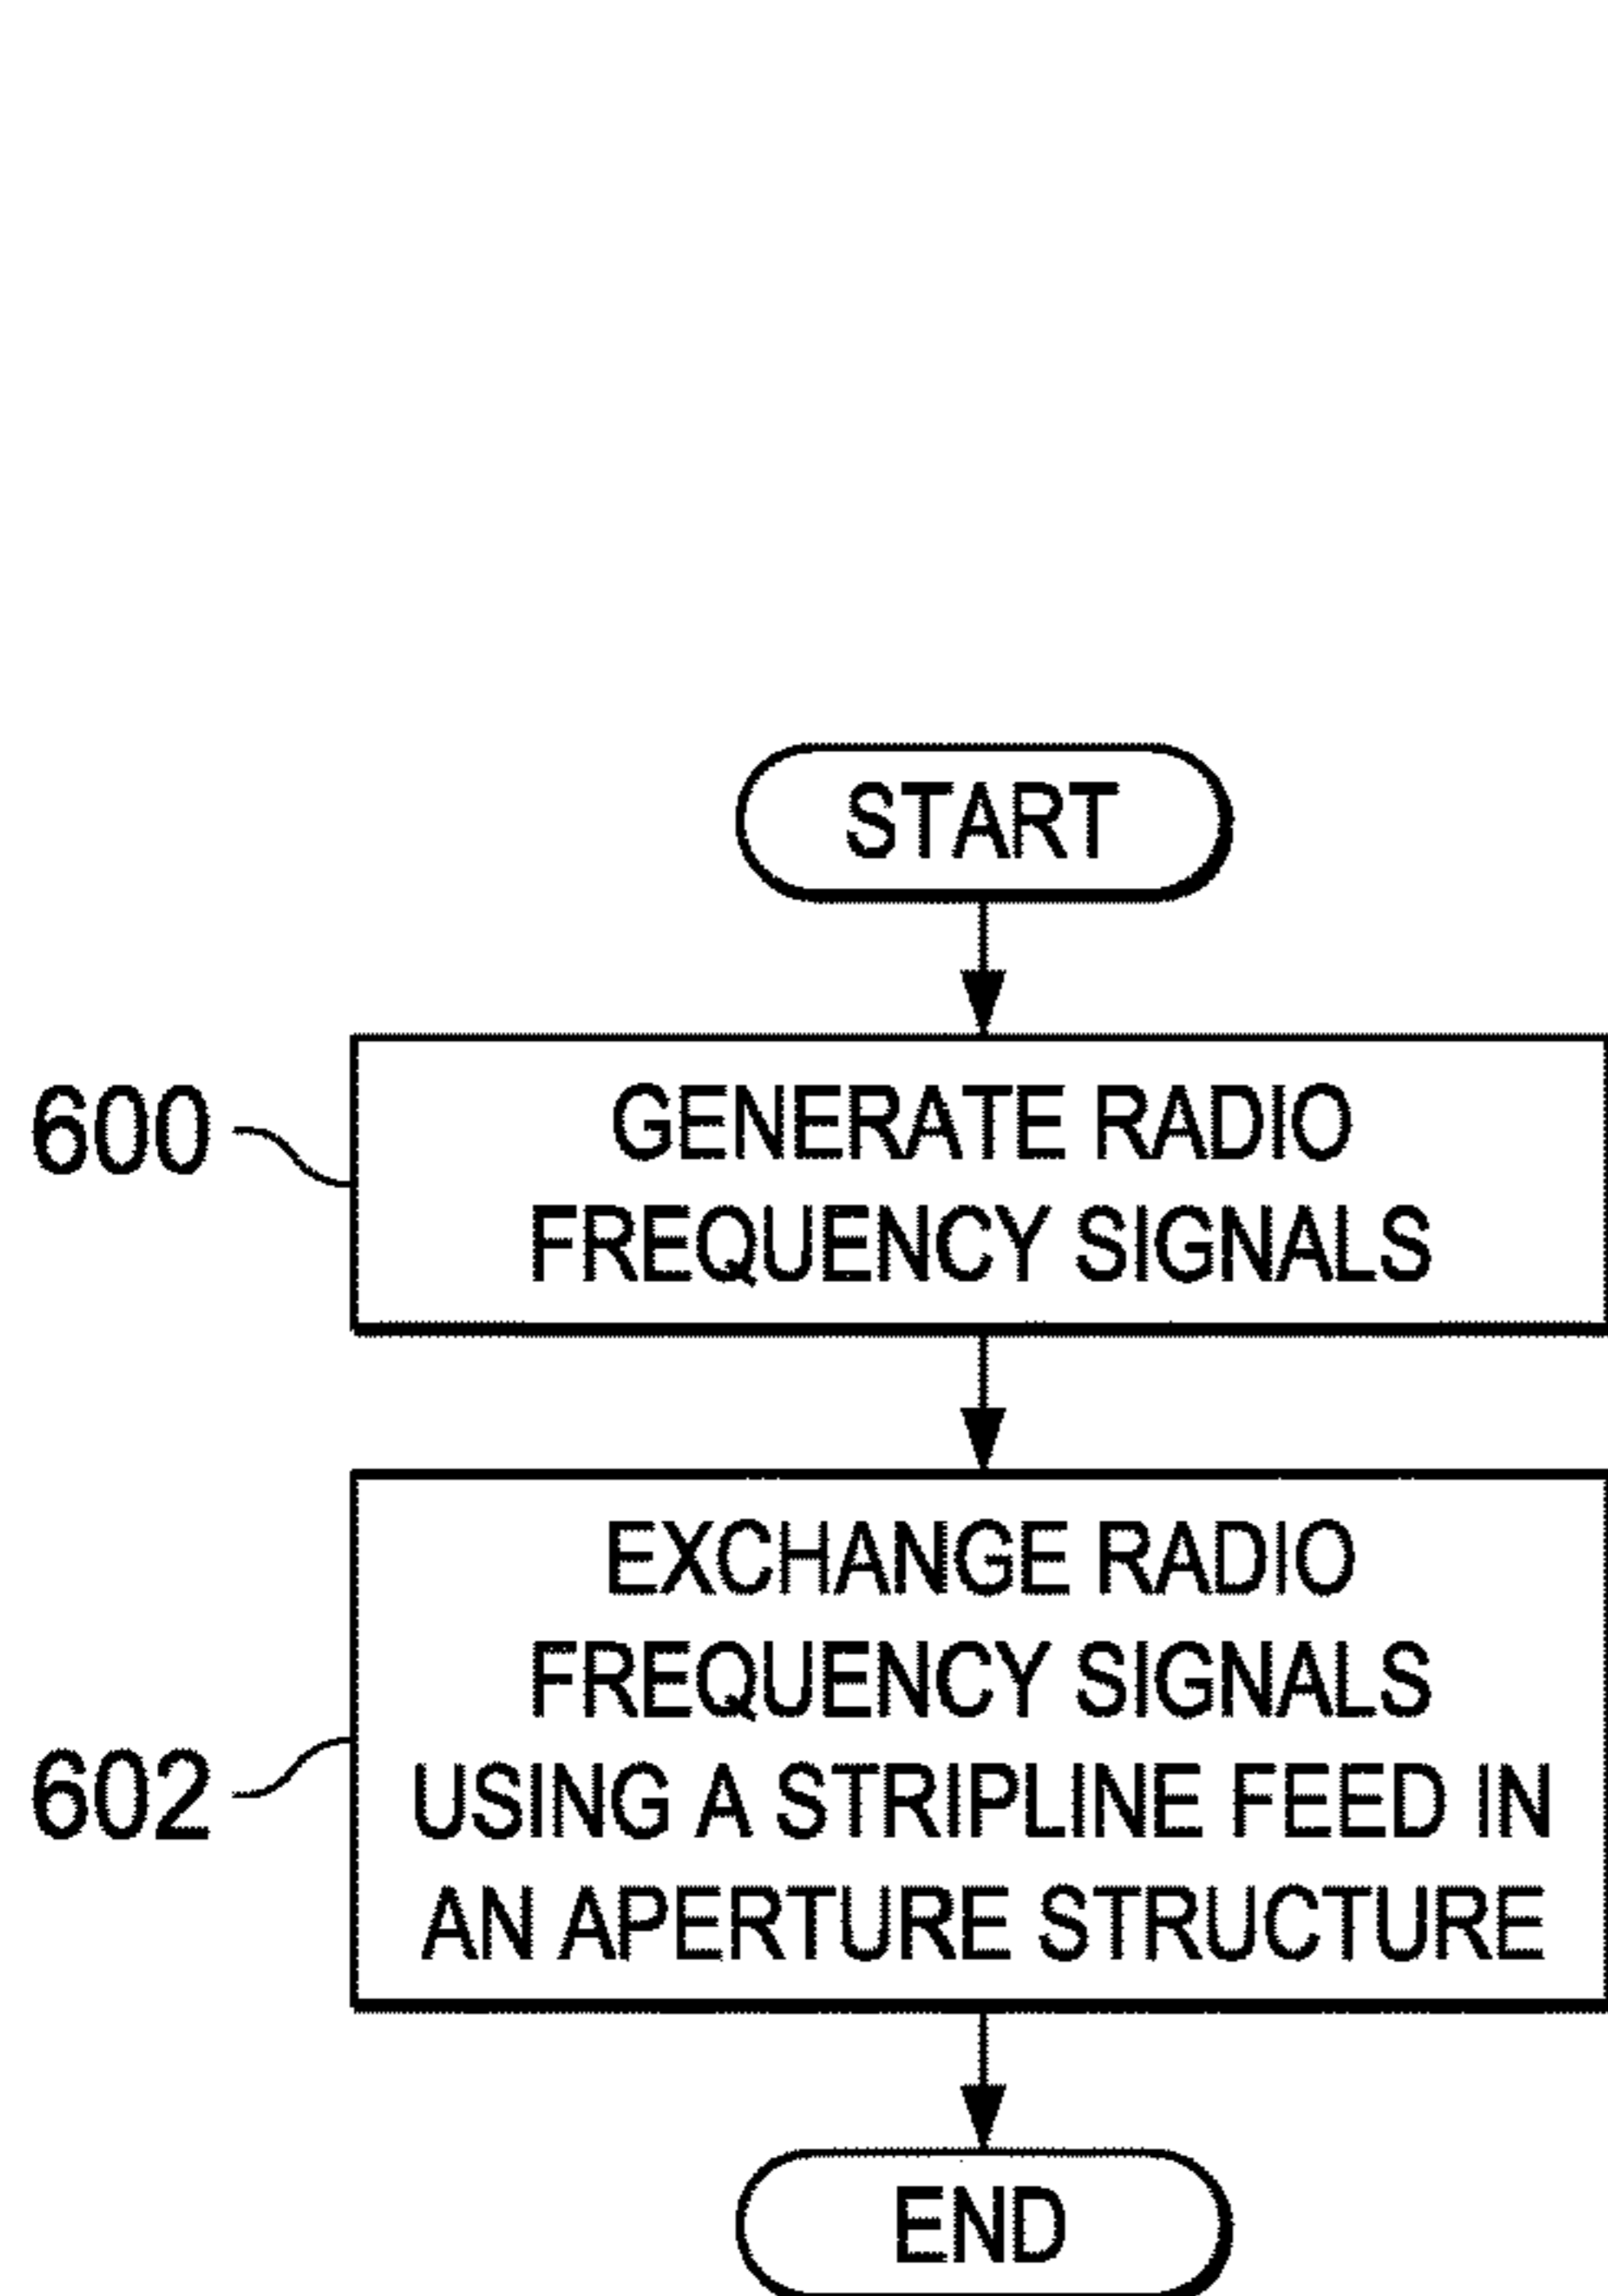 START
600
GENERATE RADIO
FREQUENCY SIGNALS
EXCHANGE RADIO
FREQUENCY SIGNALS
602
USING A STRIPLINE FEED IN
AN APERTURE STRUCTURE
END